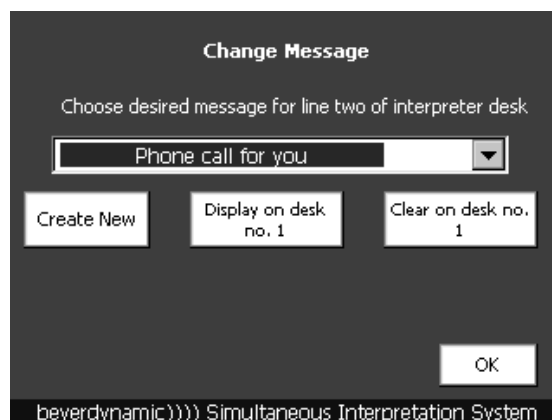 Change Message
Choose desired message for line two of interpreter desk
Phone call for you
Create New
Display on desk
no. 1
Clear on desk no.
1
OK
beyerdynamic)))) Simultaneous Interpretation System